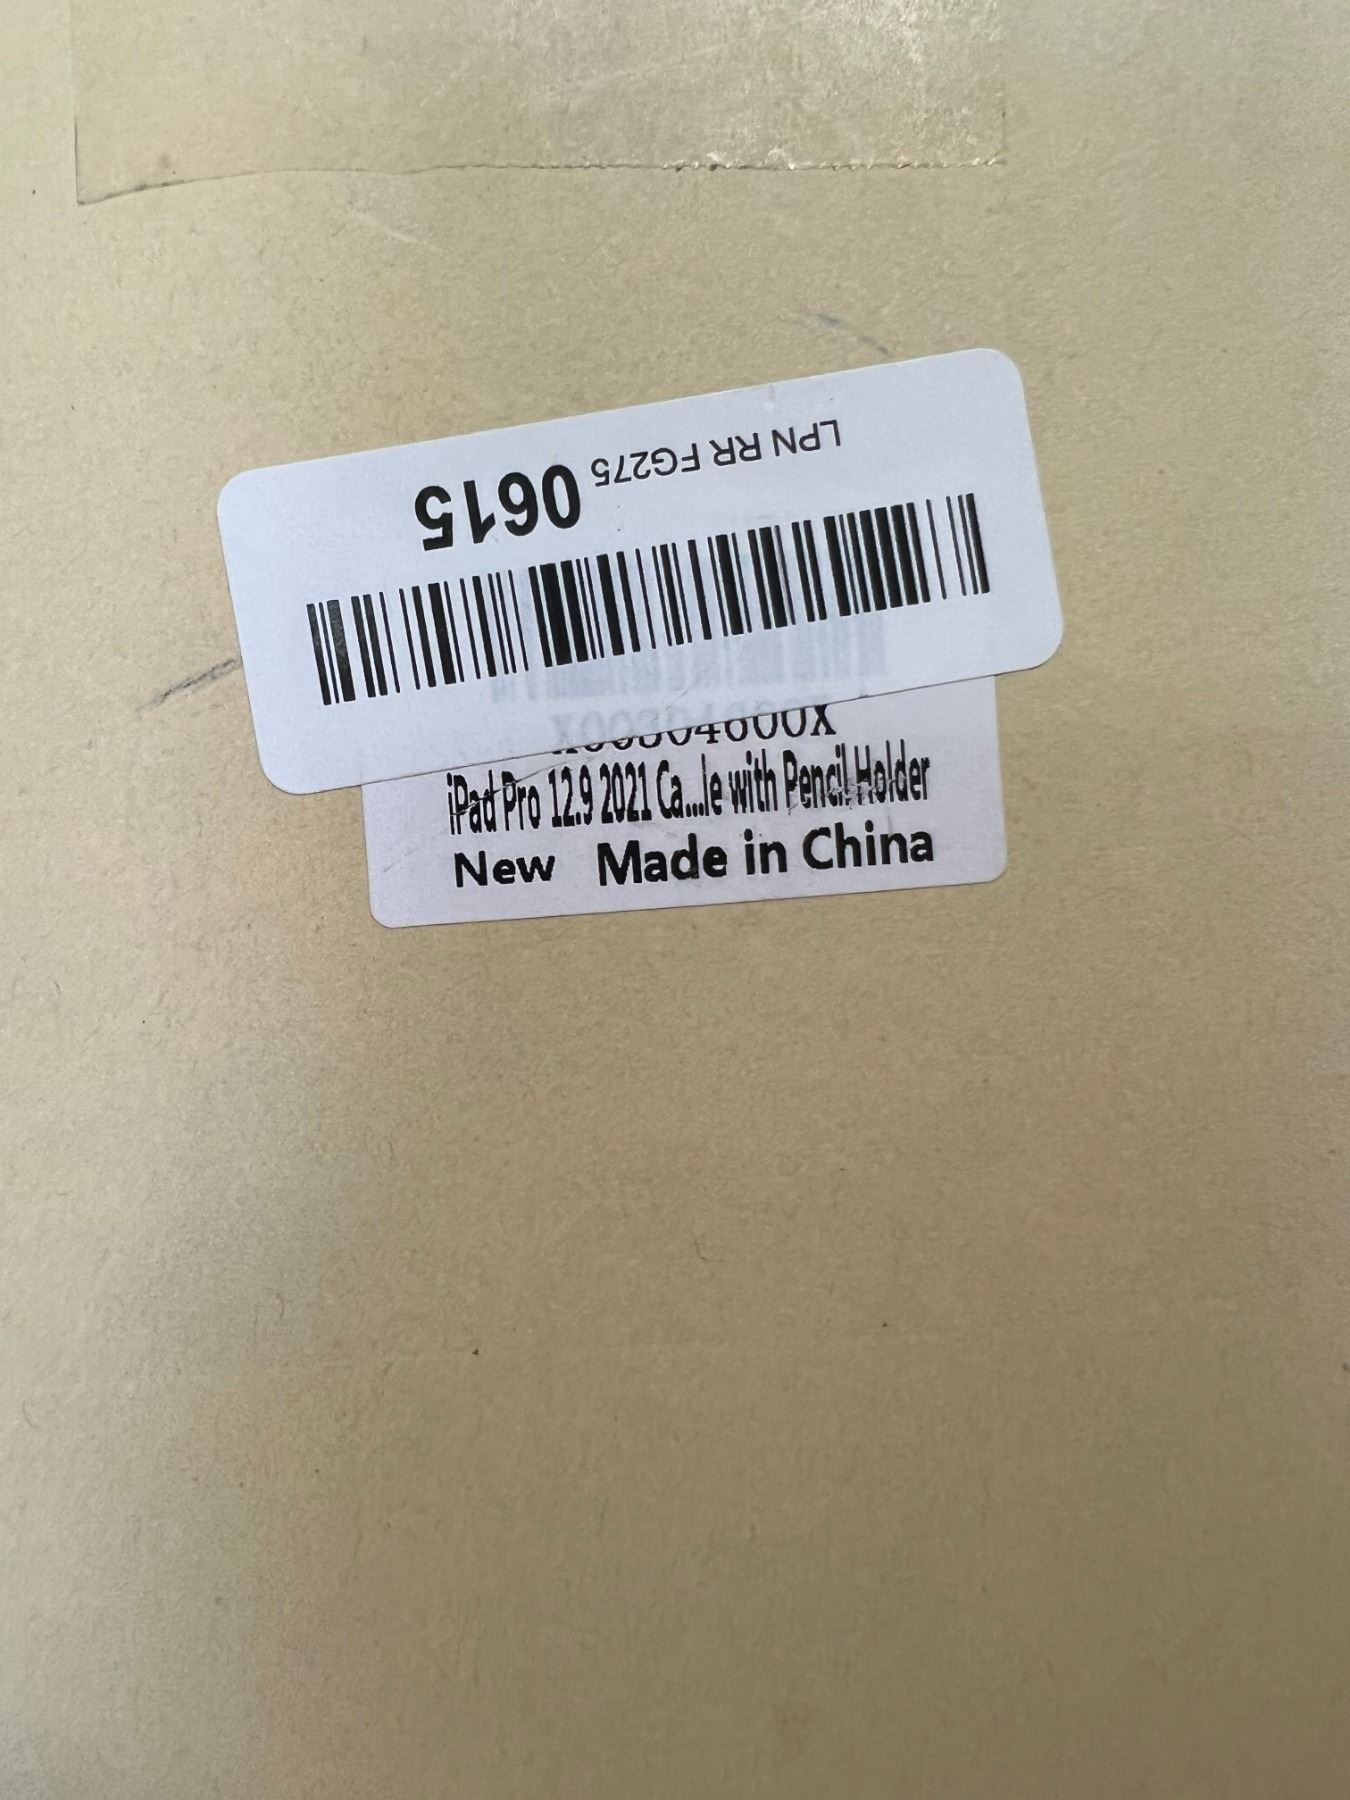 LPN RR FG275 0615
iPad Pro 12.9 2021 Ca...le with Pencil Holder
New Made in China